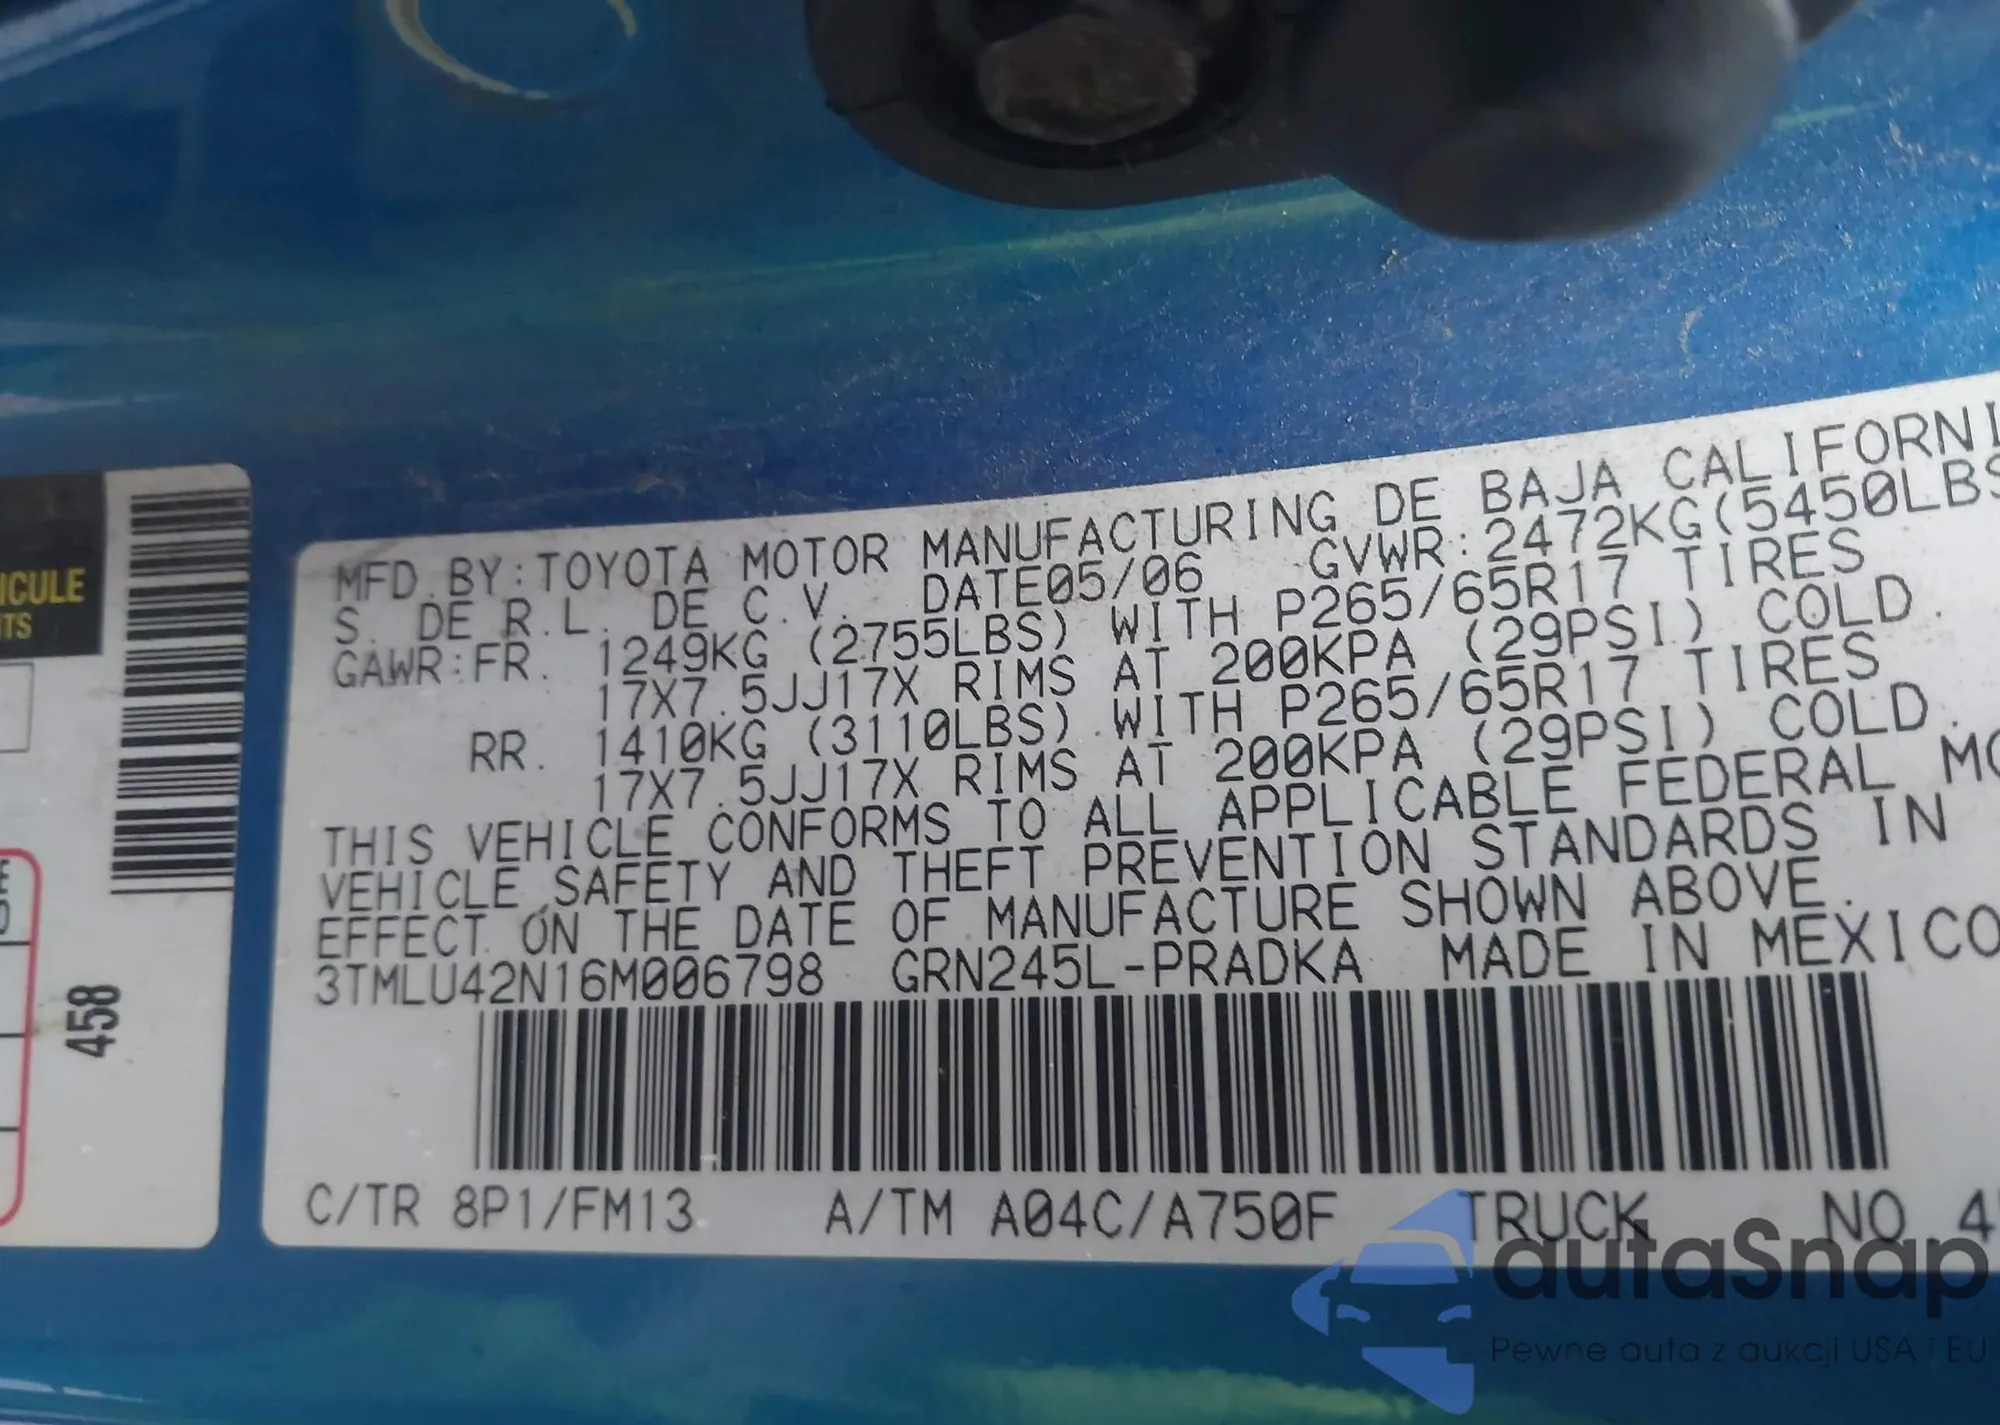 ICULE
ITS
458
MFD.BY:TOYOTA MOTOR MANUFACTURING DE BAJA CALIFORNI
S. DE R.L. DE C.V. DATE05/06 GVWR:2472KG(5450LBS
GAWR:FR. 1249KG (2755LBS) WITH P265/65R17 TIRES
17X7.5JJ17X RIMS AT 200KPA (29PSI) COLD.
RR. 1410KG (3110LBS) WITH P265/65R17 TIRES
17X7.5JJ17X RIMS AT 200KPA (29PSI) COLD.
THIS VEHICLE CONFORMS TO ALL APPLICABLE FEDERAL MO
VEHICLE SAFETY AND THEFT PREVENTION STANDARDS IN
EFFECT ON THE DATE OF MANUFACTURE SHOWN ABOVE.
3TMLU42N16M006798 GRN245L-PRADKA MADE IN MEXICO
C/TR 8P1/FM13 A/TM A04C/A750F TRUCK NO 4
autaSnap
Pewne auta z aukcji USA i EU